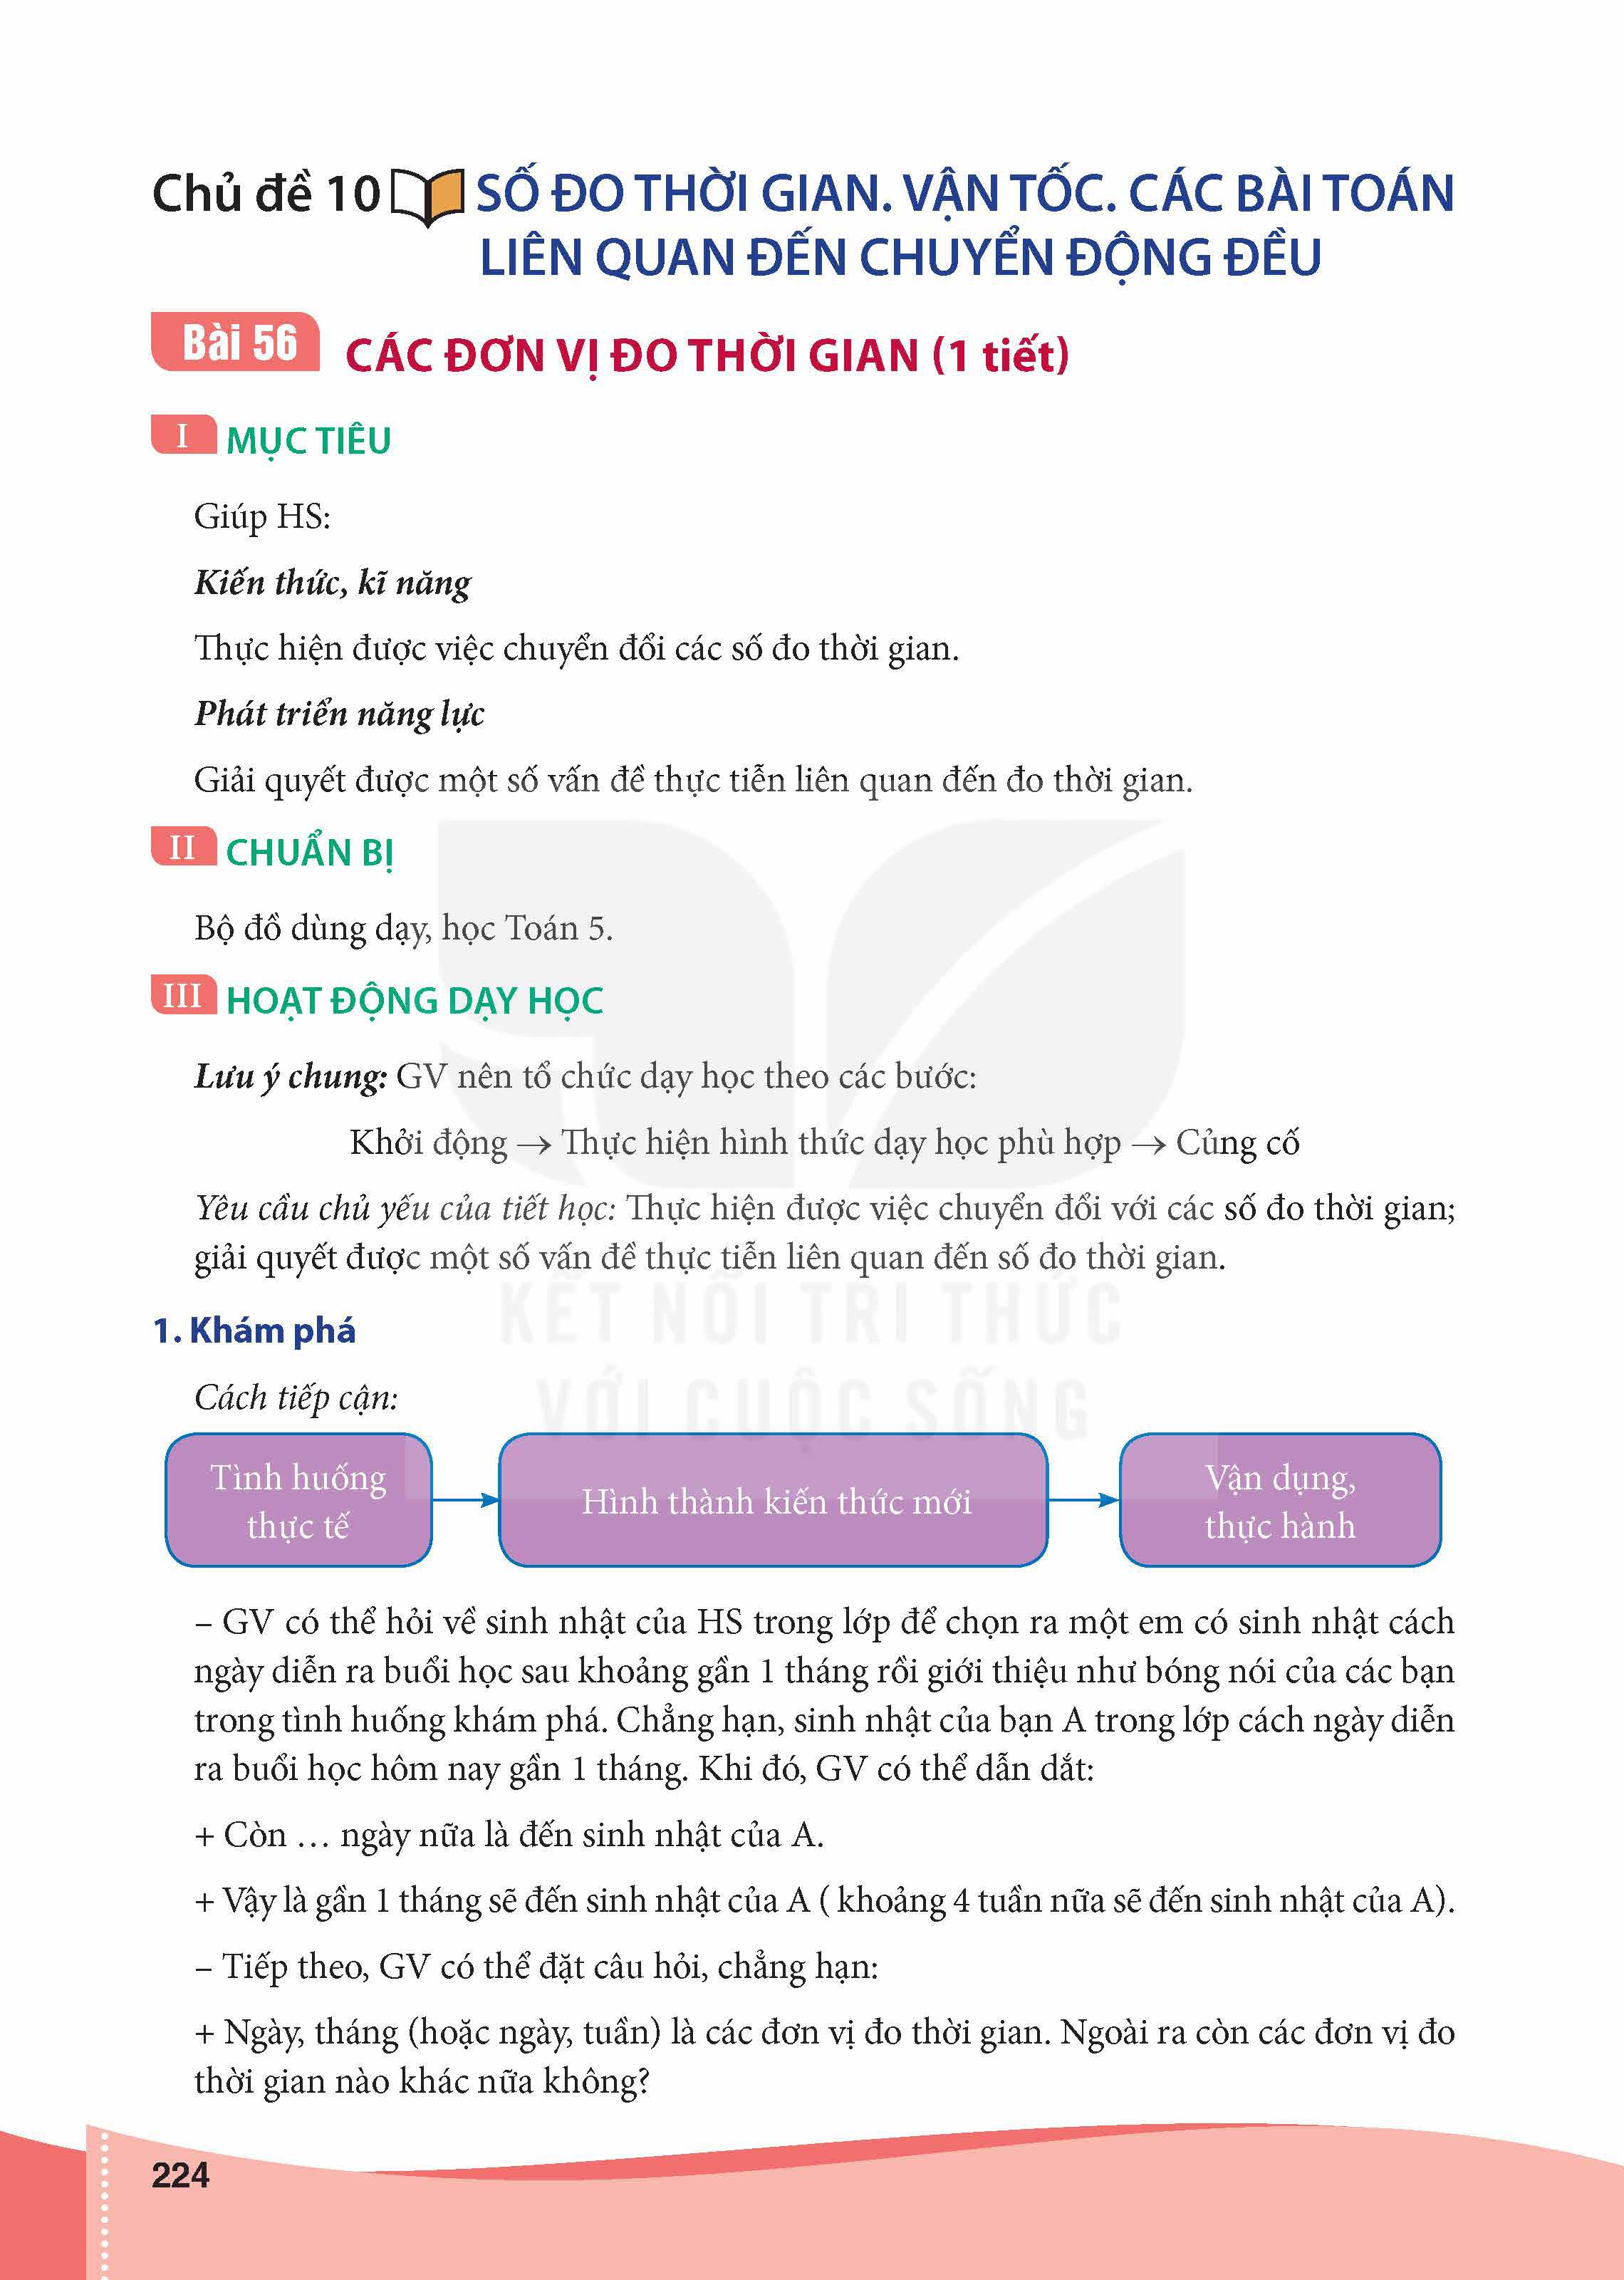 Chủ đề 10 SỐ ĐO THỜI GIAN. VẬN TỐC. CÁC BÀI TOÁN
LIÊN QUAN ĐẾN CHUYỂN ĐỘNG ĐỀU
Bài 56 CÁC ĐƠN VỊ ĐO THỜI GIAN (1 tiết)
I MỤC TIÊU
Giúp HS:
Kiến thức, kĩ năng
Thực hiện được việc chuyển đổi các số đo thời gian.
Phát triển năng lực
Giải quyết được một số vấn đề thực tiễn liên quan đến đo thời gian.
II CHUẨN BỊ
Bộ đồ dùng dạy, học Toán 5.
III HOẠT ĐỘNG DẠY HỌC
Lưu ý chung: GV nên tổ chức dạy học theo các bước:
Khởi động → Thực hiện hình thức dạy học phù hợp → Củng cố
Yêu cầu chủ yếu của tiết học: Thực hiện được việc chuyển đổi với các số đo thời gian;
giải quyết được một số vấn đề thực tiễn liên quan đến số đo thời gian.
KẾT NỐI TRI THỨC
1. Khám phá
VỚI CUỘC SỐNG
Cách tiếp cận:
Tình huống
thực tế
Hình thành kiến thức mới
Vận dụng,
thực hành
– GV có thể hỏi về sinh nhật của HS trong lớp để chọn ra một em có sinh nhật cách
ngày diễn ra buổi học sau khoảng gần 1 tháng rồi giới thiệu như bóng nói của các bạn
trong tình huống khám phá. Chẳng hạn, sinh nhật của bạn A trong lớp cách ngày diễn
ra buổi học hôm nay gần 1 tháng. Khi đó, GV có thể dẫn dắt:
+ Còn … ngày nữa là đến sinh nhật của A.
+ Vậy là gần 1 tháng sẽ đến sinh nhật của A ( khoảng 4 tuần nữa sẽ đến sinh nhật của A).
– Tiếp theo, GV có thể đặt câu hỏi, chẳng hạn:
+ Ngày, tháng (hoặc ngày, tuần) là các đơn vị đo thời gian. Ngoài ra còn các đơn vị đo
thời gian nào khác nữa không?
224